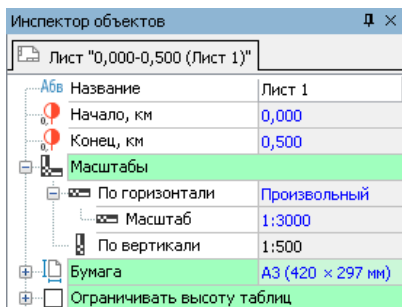 Инспектор объектов
Лист "0,000-0,500 (Лист 1)"
Абв Название Лист 1
0, Начало, км 0,000
0, Конец, км 0,500
Масштабы
По горизонтали Произвольный
Масштаб 1:3000
По вертикали 1:500
Бумага А3 (420 × 297 мм)
Ограничивать высоту таблиц